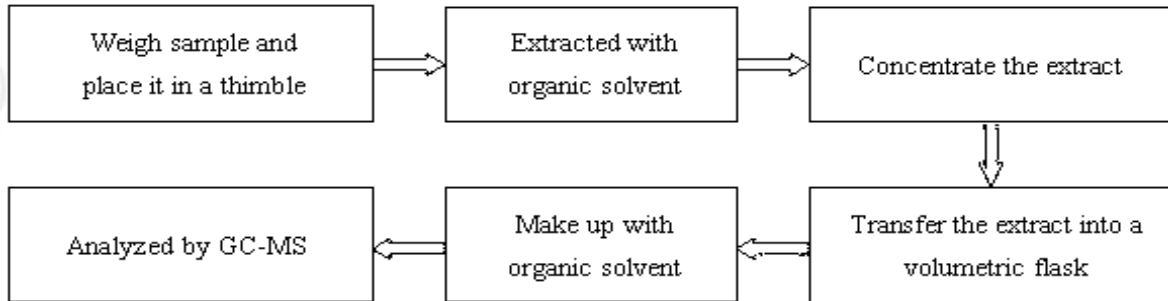 Weigh sample and
place it in a thimble
Extracted with
organic solvent
Concentrate the extract
Transfer the extract into a
volumetric flask
Make up with
organic solvent
Analyzed by GC-MS